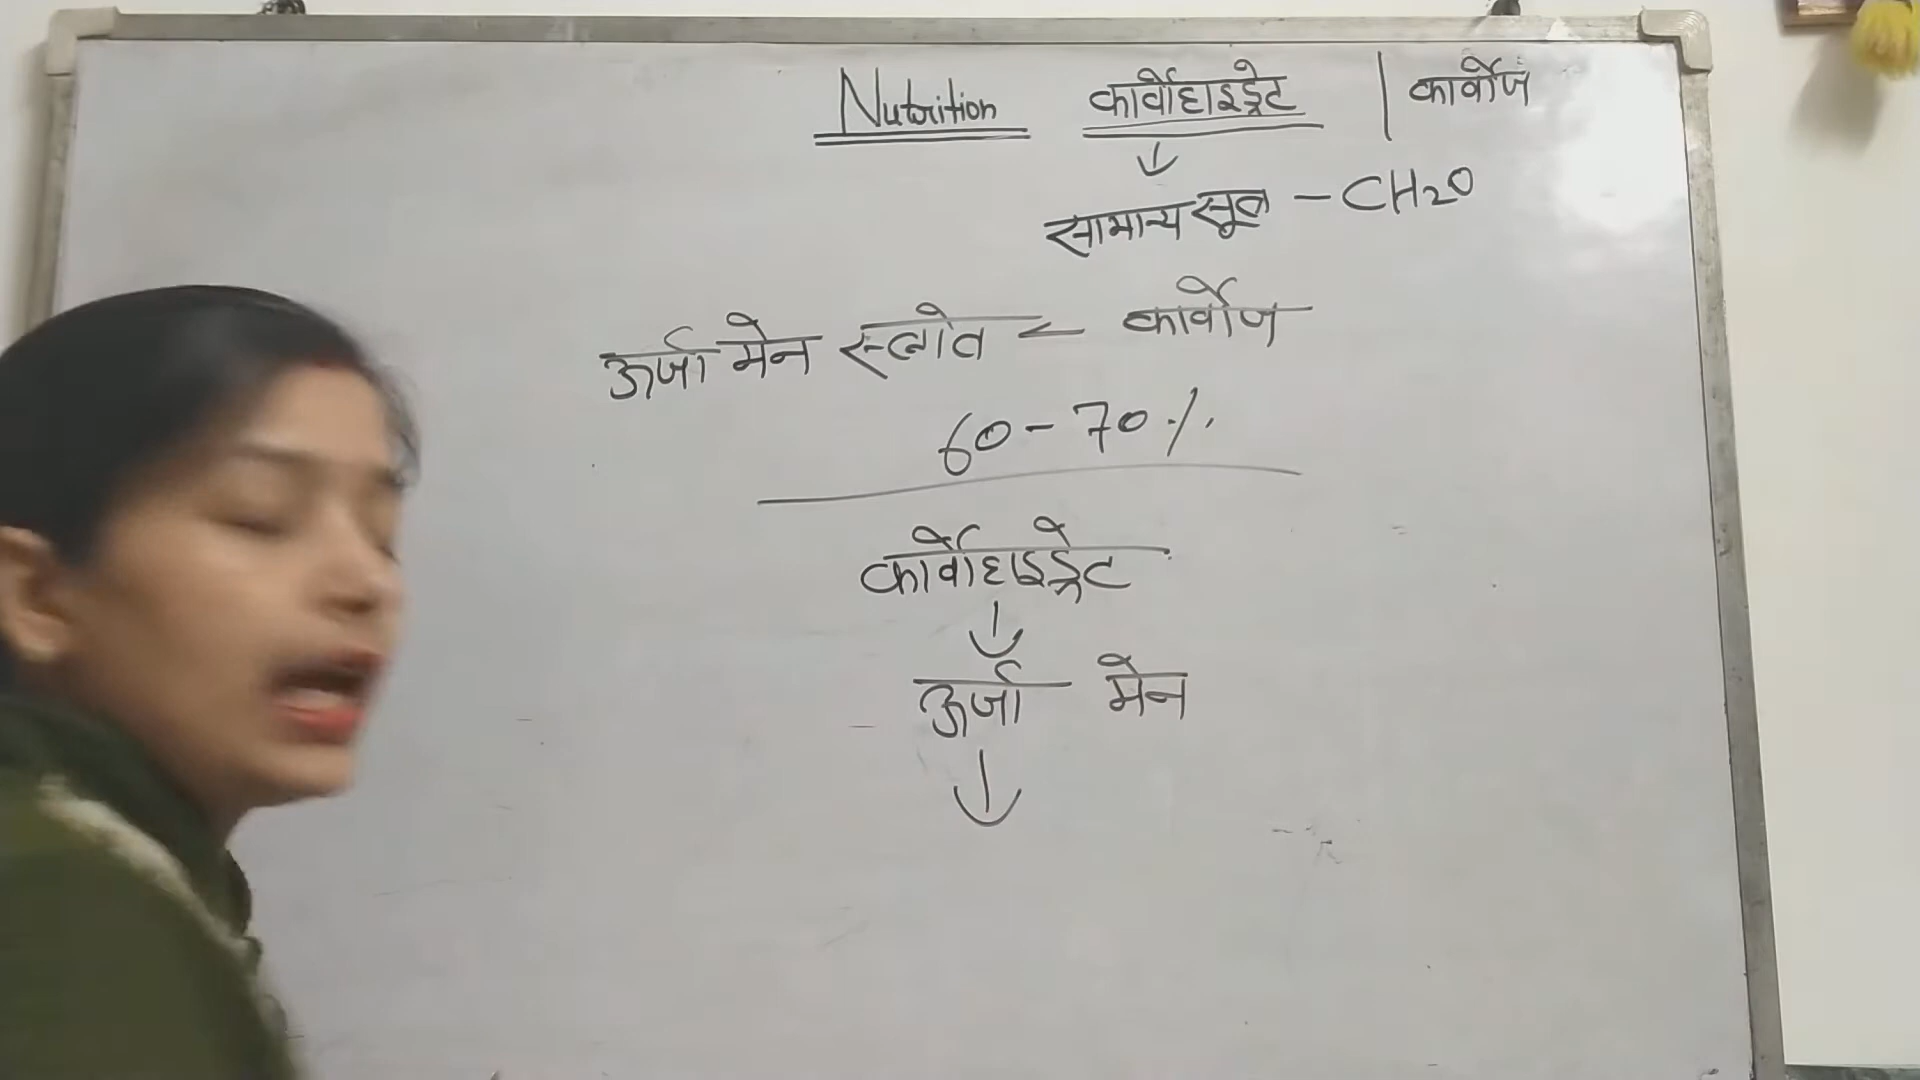 Nutrition कार्वोहाइड्रेट | कार्वोज
↓
सामान्य सूत्र – CH₂O
ऊर्जा मेन स्त्रोत – कार्वोज
60-70%
कार्वोहाइड्रेट
↓
ऊर्जा मेन
↓